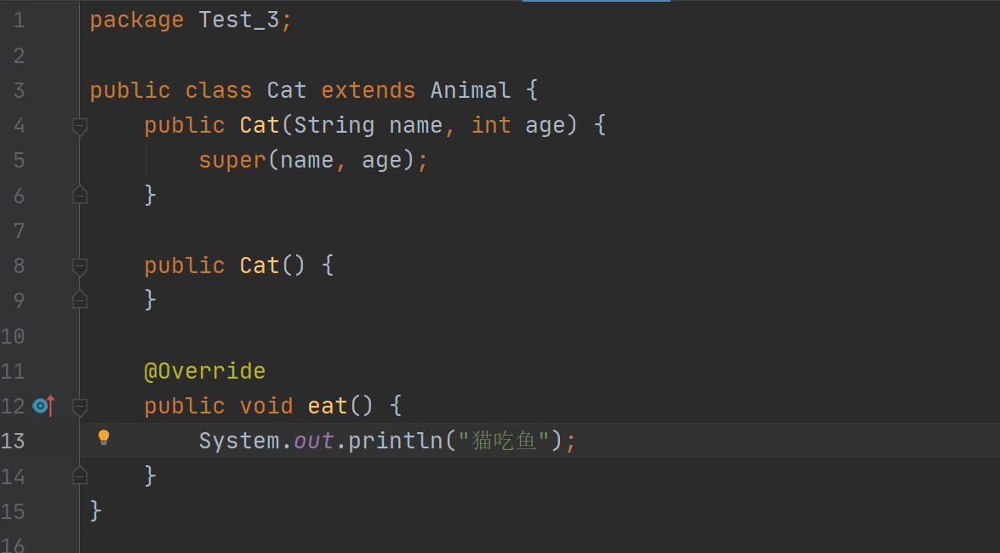 1 package Test_3;
2
3 public class Cat extends Animal {
4     public Cat(String name, int age) {
5         super(name, age);
6     }
7
8     public Cat() {
9     }
10
11     @Override
12     public void eat() {
13         System.out.println("猫吃鱼");
14     }
15 }
16